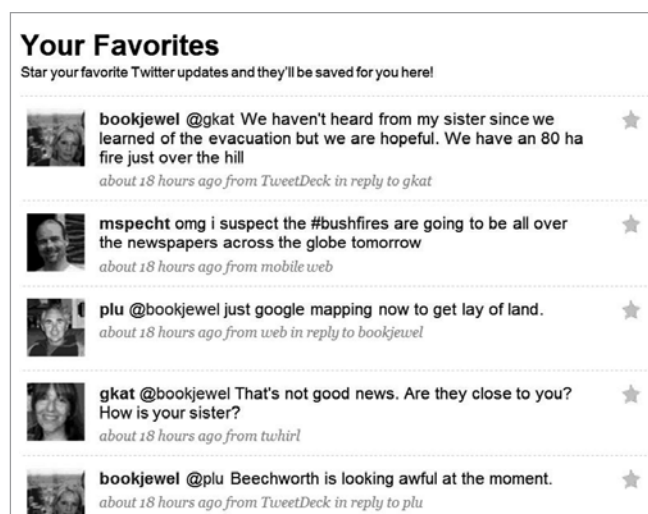 Your Favorites
Star your favorite Twitter updates and they'll be saved for you here!
bookjewel @gkat We haven't heard from my sister since we
learned of the evacuation but we are hopeful. We have an 80 ha
fire just over the hill
about 18 hours ago from TweetDeck in reply to gkat
mspecht omg i suspect the #bushfires are going to be all over
the newspapers across the globe tomorrow
about 18 hours ago from mobile web
plu @bookjewel just google mapping now to get lay of land.
about 18 hours ago from web in reply to bookjewel
gkat @bookjewel That's not good news. Are they close to you?
How is your sister?
about 18 hours ago from twhirl
bookjewel @plu Beechworth is looking awful at the moment.
about 18 hours ago from TweetDeck in reply to plu